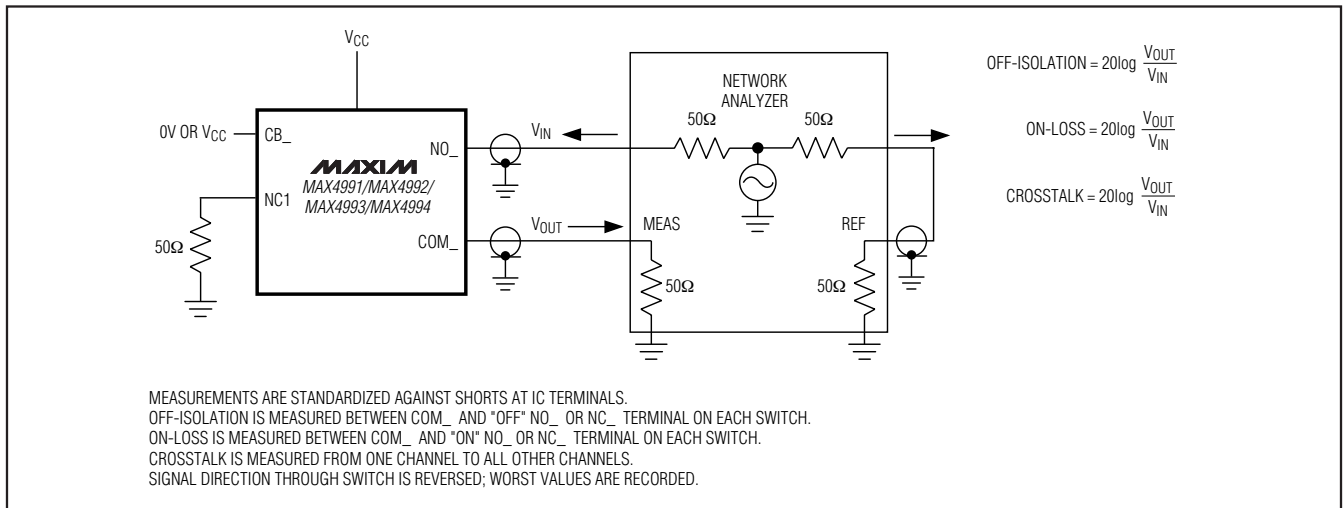 VCC
0V OR VCC
CB_
NC1
50Ω
MAXIM
MAX4991/MAX4992/
MAX4993/MAX4994
NO_
COM_
VIN
VOUT
NETWORK
ANALYZER
50Ω
50Ω
MEAS
REF
50Ω
50Ω
OFF-ISOLATION = 20log VOUT/VIN
ON-LOSS = 20log VOUT/VIN
CROSSTALK = 20log VOUT/VIN
MEASUREMENTS ARE STANDARDIZED AGAINST SHORTS AT IC TERMINALS.
OFF-ISOLATION IS MEASURED BETWEEN COM_ AND "OFF" NO_ OR NC_ TERMINAL ON EACH SWITCH.
ON-LOSS IS MEASURED BETWEEN COM_ AND "ON" NO_ OR NC_ TERMINAL ON EACH SWITCH.
CROSSTALK IS MEASURED FROM ONE CHANNEL TO ALL OTHER CHANNELS.
SIGNAL DIRECTION THROUGH SWITCH IS REVERSED; WORST VALUES ARE RECORDED.